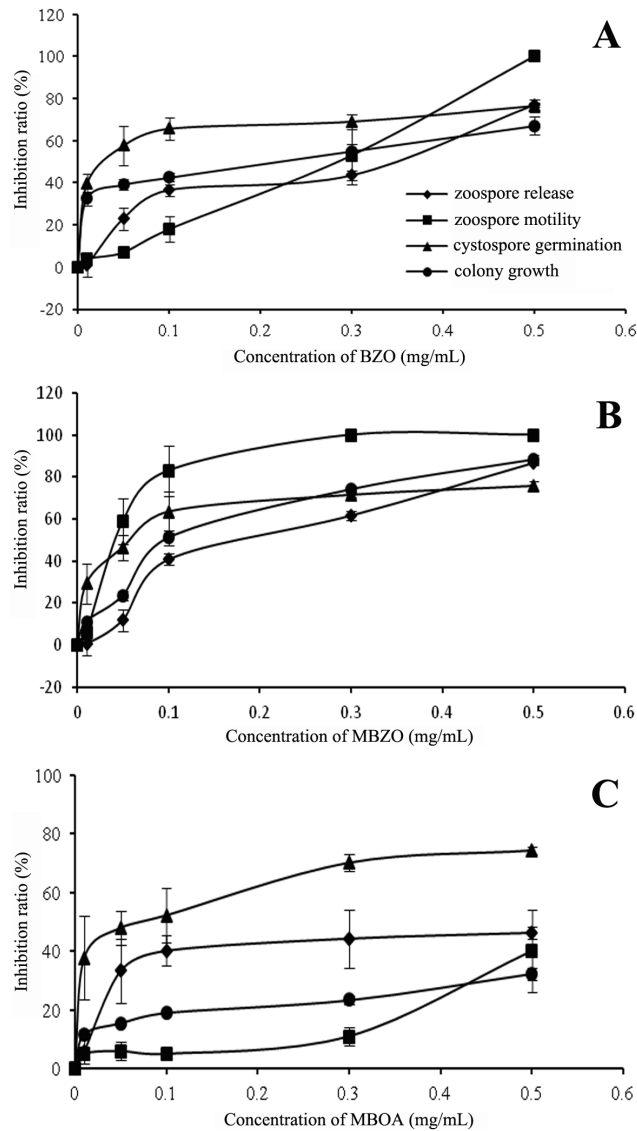 A
120
100
80
60
40
20
0
-20
Inhibition ratio (%)
zoospore release
zoospore motility
cystospore germination
colony growth
0 0.1 0.2 0.3 0.4 0.5 0.6
Concentration of BZO (mg/mL)
B
120
100
80
60
40
20
0
-20
Inhibition ratio (%)
0 0.1 0.2 0.3 0.4 0.5 0.6
Concentration of MBZO (mg/mL)
C
100
80
60
40
20
0
Inhibition ratio (%)
0 0.1 0.2 0.3 0.4 0.5 0.6
Concentration of MBOA (mg/mL)